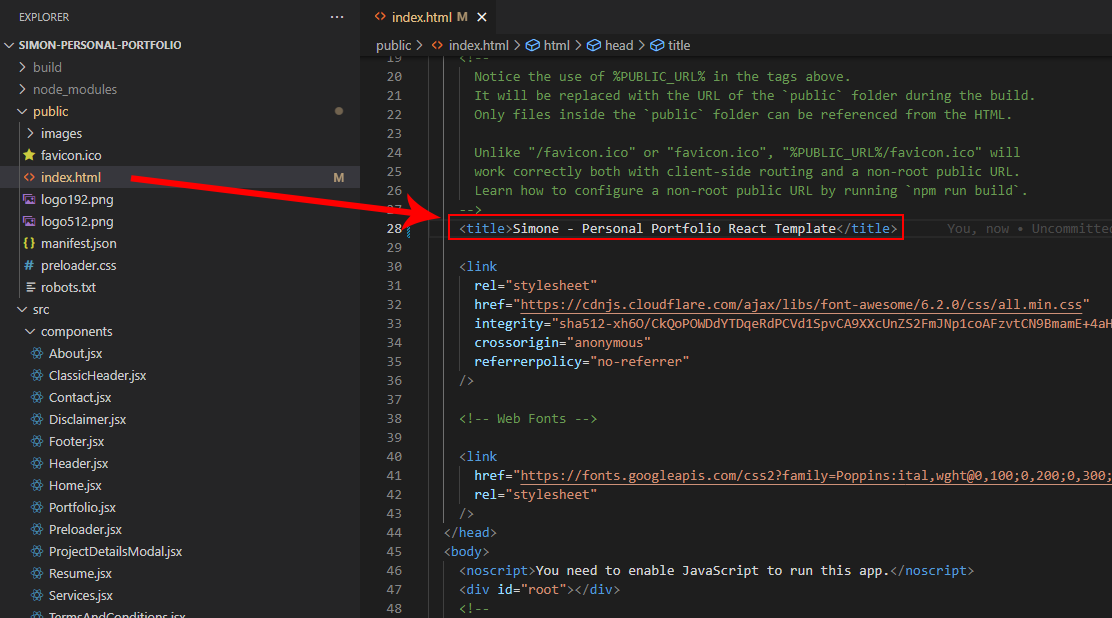 EXPLORER
SIMON-PERSONAL-PORTFOLIO
build
node_modules
public
images
favicon.ico
index.html M
logo192.png
logo512.png
manifest.json
preloader.css
robots.txt
src
components
About.jsx
ClassicHeader.jsx
Contact.jsx
Disclaimer.jsx
Footer.jsx
Header.jsx
Home.jsx
Portfolio.jsx
Preloader.jsx
ProjectDetailsModal.jsx
Resume.jsx
Services.jsx
TermsAndConditions.jsx
index.html M
public > index.html > html > head > title
19 <!--
20 Notice the use of %PUBLIC_URL% in the tags above.
21 It will be replaced with the URL of the `public` folder during the build.
22 Only files inside the `public` folder can be referenced from the HTML.
23
24 Unlike "/favicon.ico" or "favicon.ico", "%PUBLIC_URL%/favicon.ico" will
25 work correctly both with client-side routing and a non-root public URL.
26 Learn how to configure a non-root public URL by running `npm run build`.
27 -->
28 <title>Simone - Personal Portfolio React Template</title> You, now • Uncommitted
29
30 <link
31 rel="stylesheet"
32 href="https://cdnjs.cloudflare.com/ajax/libs/font-awesome/6.2.0/css/all.min.css"
33 integrity="sha512-xh6O/CkQoPOWDdYTDqeRdPCVd1SpvCA9XXcUnZS2FmJNp1coAFzvtCN9BmamE+4aH
34 crossorigin="anonymous"
35 referrerpolicy="no-referrer"
36 />
37
38 <!-- Web Fonts -->
39
40 <link
41 href="https://fonts.googleapis.com/css2?family=Poppins:ital,wght@0,100;0,200;0,300;
42 rel="stylesheet"
43 />
44 </head>
45 <body>
46 <noscript>You need to enable JavaScript to run this app.</noscript>
47 <div id="root"></div>
48 <!--